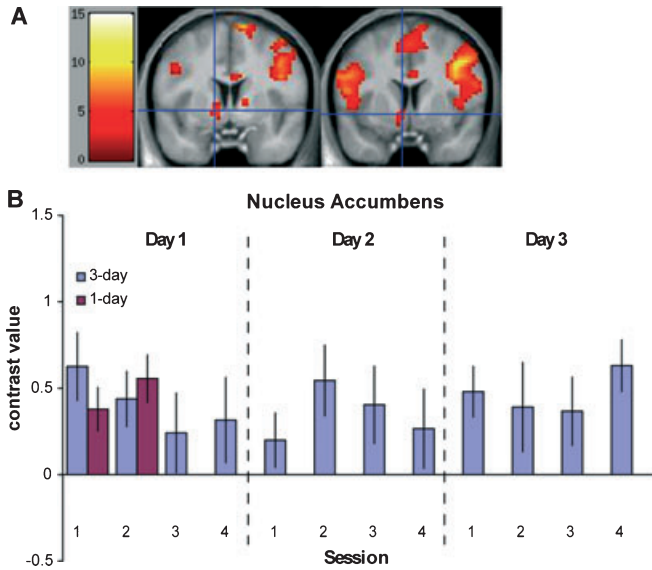 A
15
10
5
0
B
Nucleus Accumbens
1.5
1
0.5
0
-0.5
contrast value
Day 1
Day 2
Day 3
3-day
1-day
1 2 3 4 1 2 3 4 1 2 3 4
Session